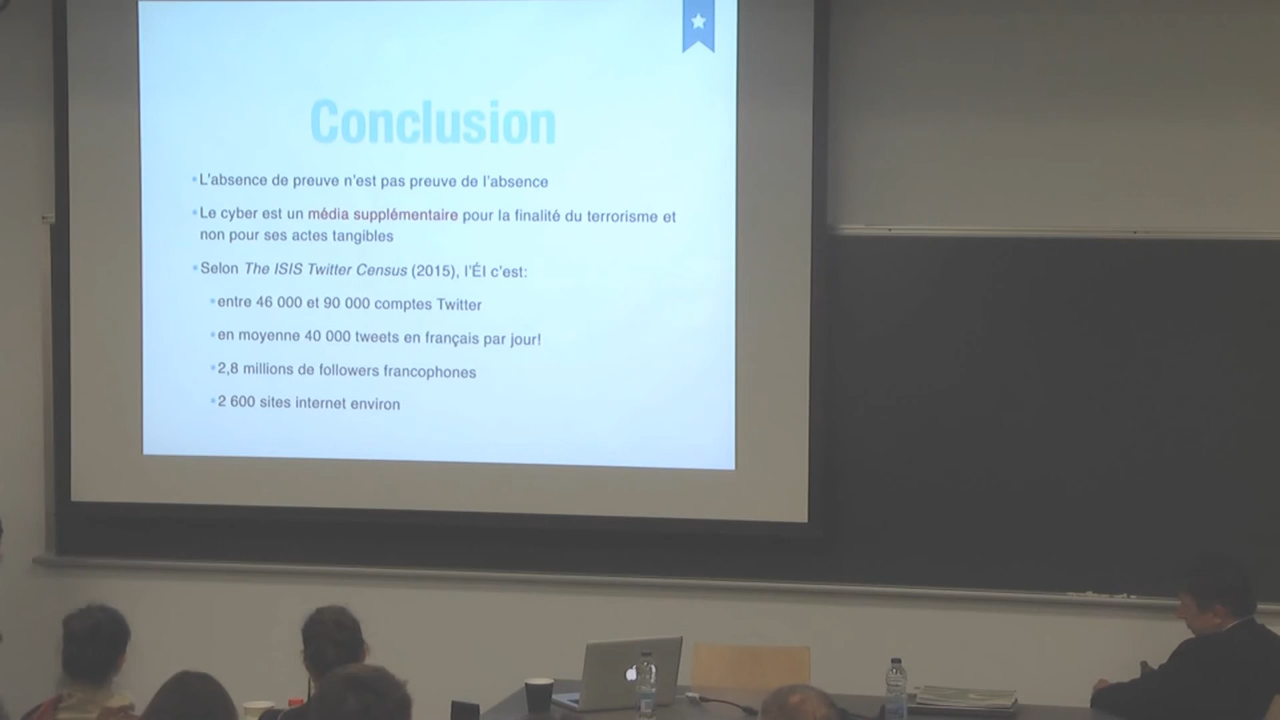 Conclusion
L'absence de preuve n'est pas preuve de l'absence
Le cyber est un média supplémentaire pour la finalité du terrorisme et
non pour ses actes tangibles
Selon The ISIS Twitter Census (2015), l'ÉI c'est:
entre 46 000 et 90 000 comptes Twitter
en moyenne 40 000 tweets en français par jour!
2,8 millions de followers francophones
2 600 sites internet environ